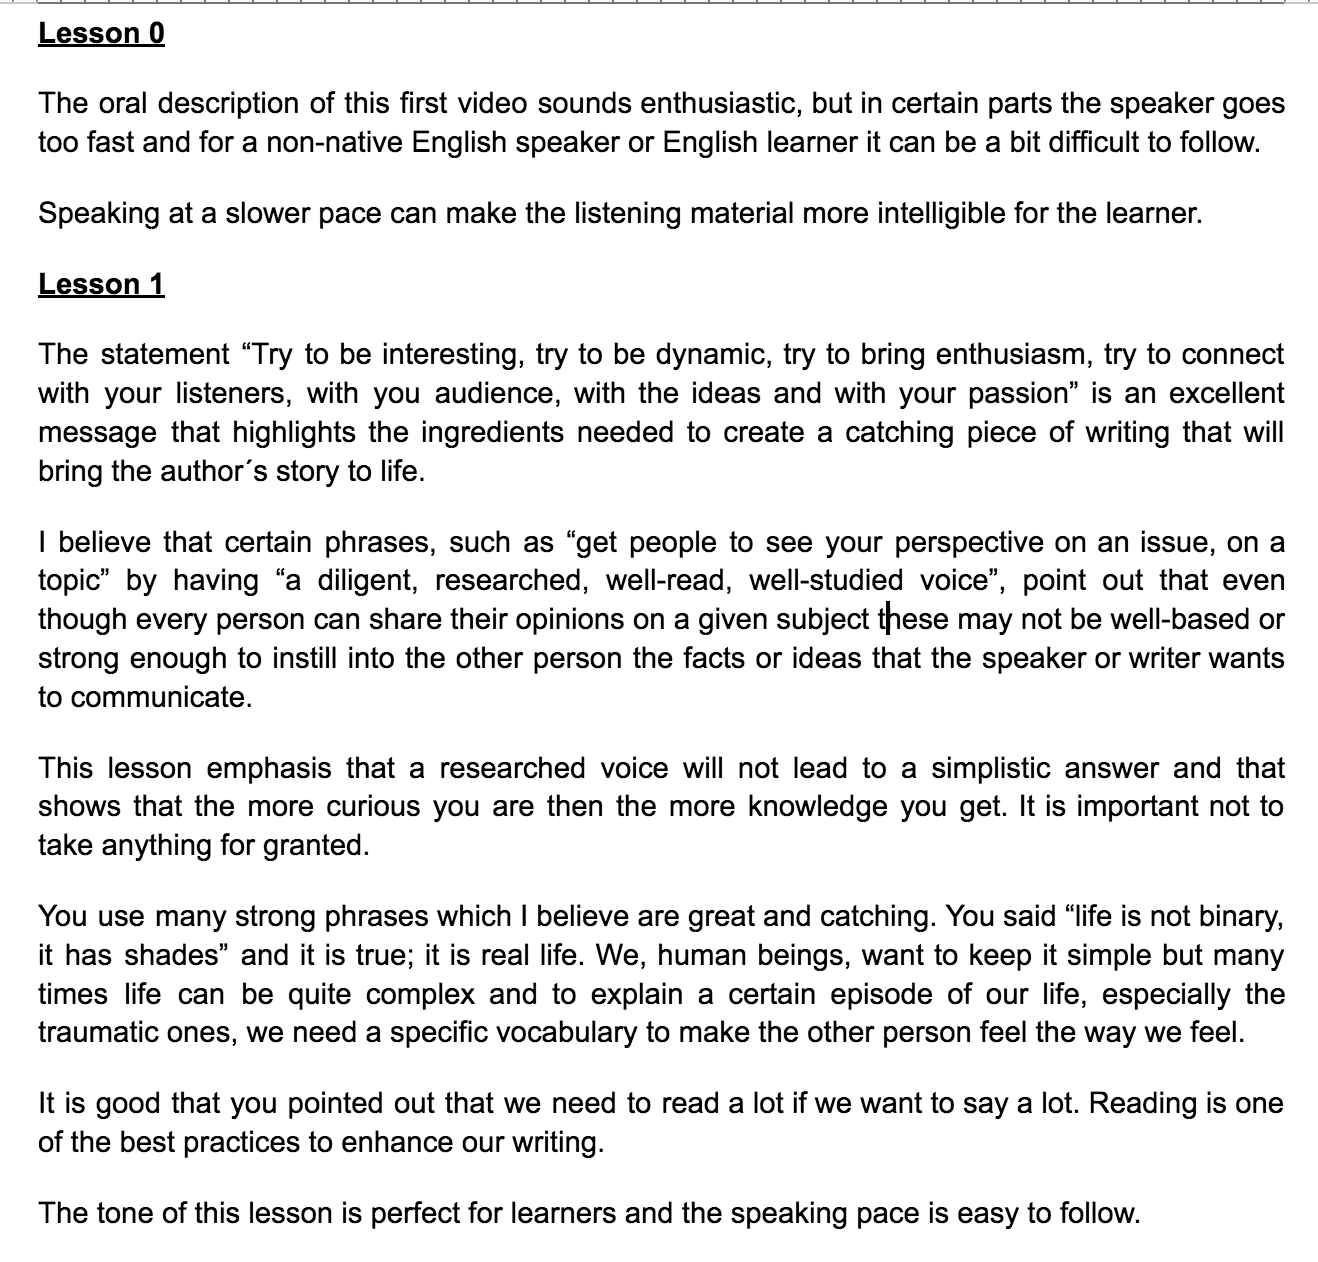 Lesson 0
The oral description of this first video sounds enthusiastic, but in certain parts the speaker goes
too fast and for a non-native English speaker or English learner it can be a bit difficult to follow.
Speaking at a slower pace can make the listening material more intelligible for the learner.
Lesson 1
The statement “Try to be interesting, try to be dynamic, try to bring enthusiasm, try to connect
with your listeners, with you audience, with the ideas and with your passion” is an excellent
message that highlights the ingredients needed to create a catching piece of writing that will
bring the author´s story to life.
I believe that certain phrases, such as “get people to see your perspective on an issue, on a
topic” by having “a diligent, researched, well-read, well-studied voice”, point out that even
though every person can share their opinions on a given subject these may not be well-based or
strong enough to instill into the other person the facts or ideas that the speaker or writer wants
to communicate.
This lesson emphasis that a researched voice will not lead to a simplistic answer and that
shows that the more curious you are then the more knowledge you get. It is important not to
take anything for granted.
You use many strong phrases which I believe are great and catching. You said “life is not binary,
it has shades” and it is true; it is real life. We, human beings, want to keep it simple but many
times life can be quite complex and to explain a certain episode of our life, especially the
traumatic ones, we need a specific vocabulary to make the other person feel the way we feel.
It is good that you pointed out that we need to read a lot if we want to say a lot. Reading is one
of the best practices to enhance our writing.
The tone of this lesson is perfect for learners and the speaking pace is easy to follow.